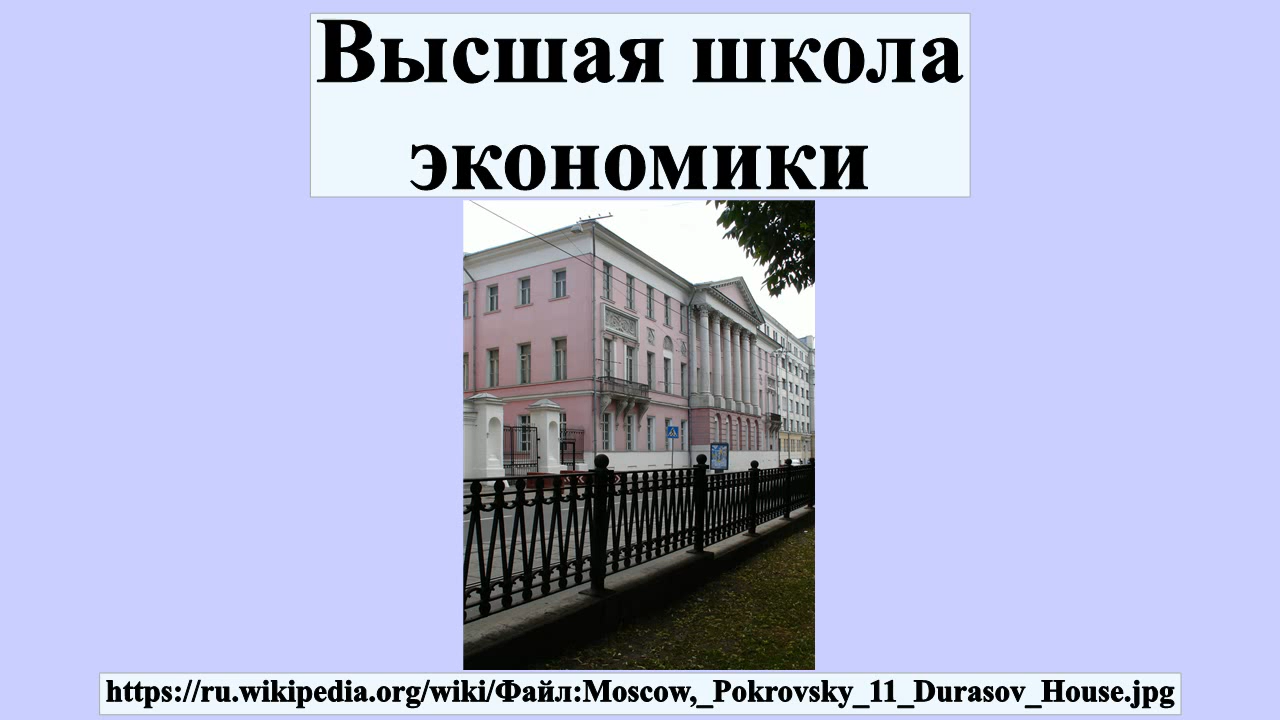 Высшая школа
экономики
https://ru.wikipedia.org/wiki/Файл:Moscow,_Pokrovsky_11_Durasov_House.jpg